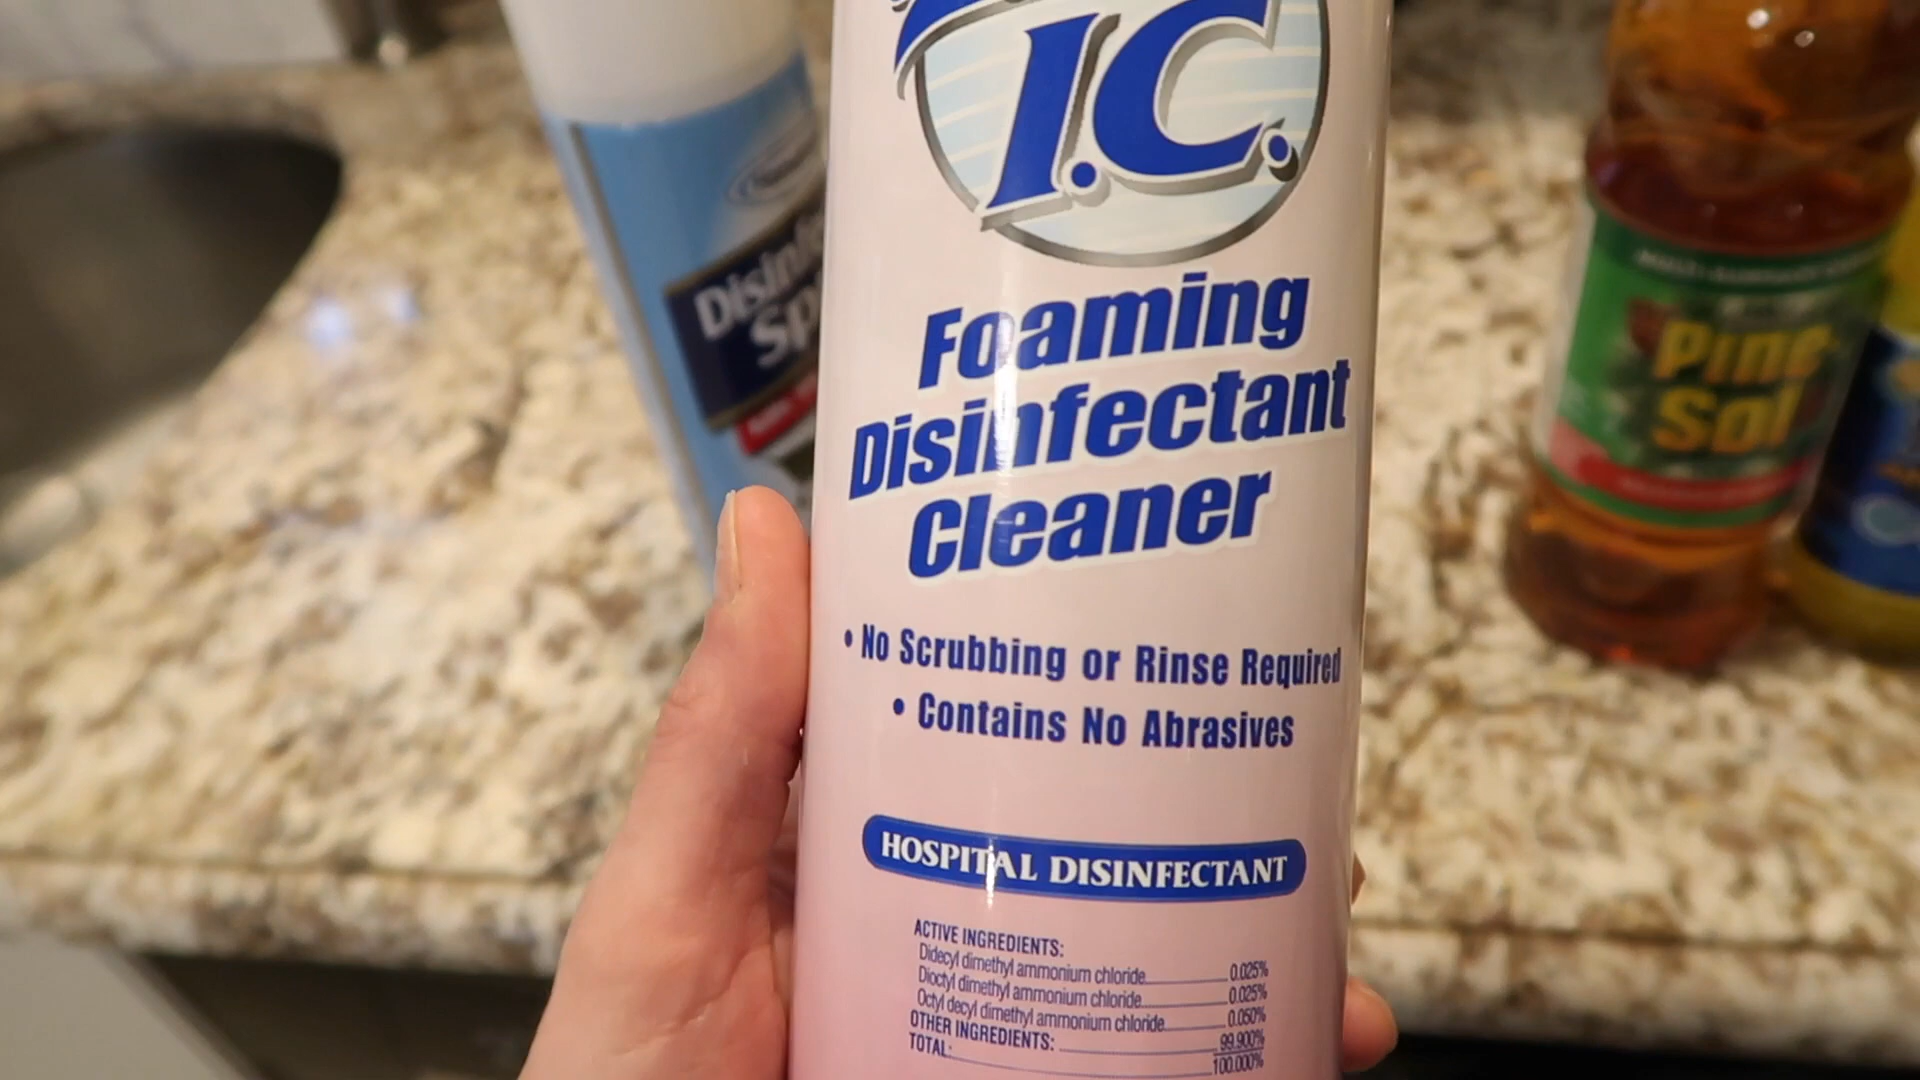 I.C.
Foaming
Disinfectant
Cleaner
• No Scrubbing or Rinse Required
• Contains No Abrasives
HOSPITAL DISINFECTANT
ACTIVE INGREDIENTS:
Didecyl dimethyl ammonium chloride 0.025%
Dioctyl dimethyl ammonium chloride 0.025%
Octyl decyl dimethyl ammonium chloride 0.050%
OTHER INGREDIENTS: 99.900%
TOTAL: 100.000%
Pine
Sol